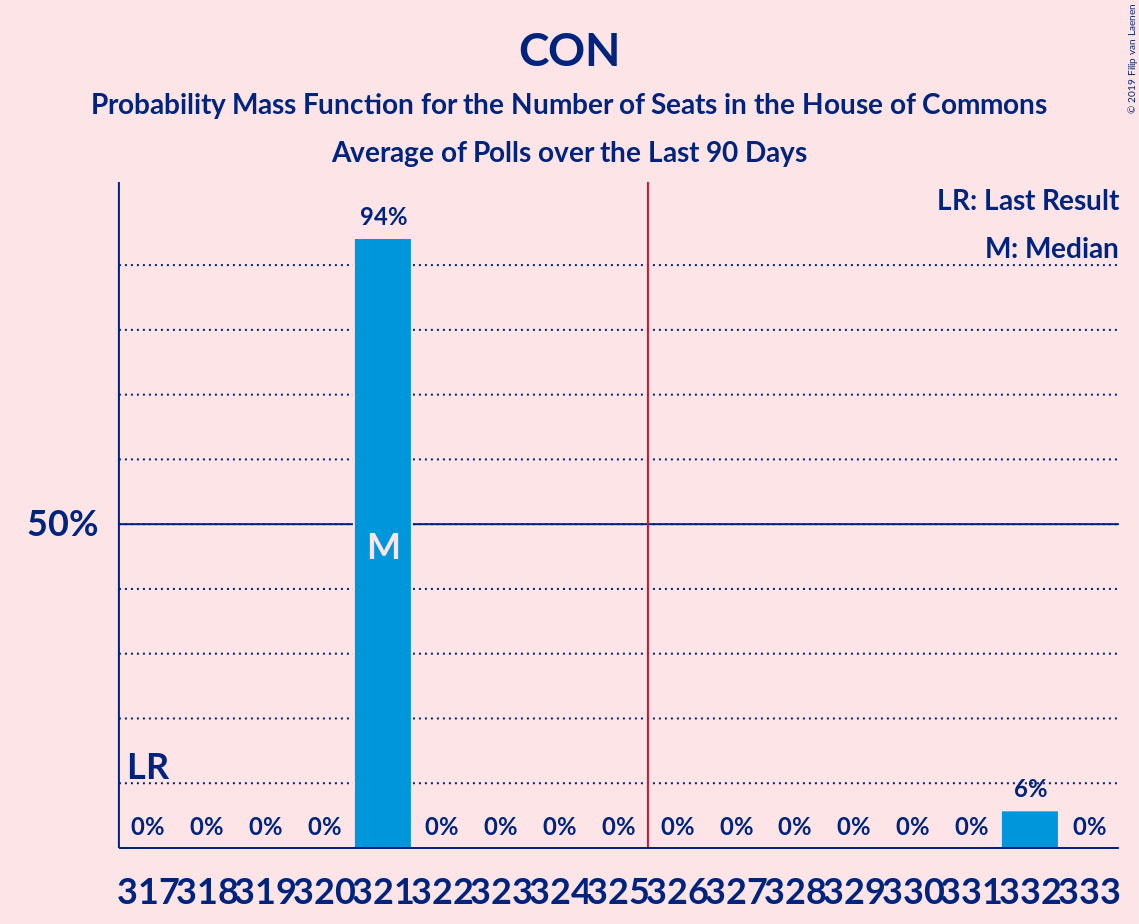 CON
Probability Mass Function for the Number of Seats in the House of Commons
Average of Polls over the Last 90 Days
© 2019 Filip van Laenen
LR: Last Result
M: Median
94%
50%
M
LR
6%
0% 0% 0% 0% 0% 0% 0% 0% 0% 0% 0% 0% 0% 0% 0%
317 318 319 320 321 322 323 324 325 326 327 328 329 330 331 332 333